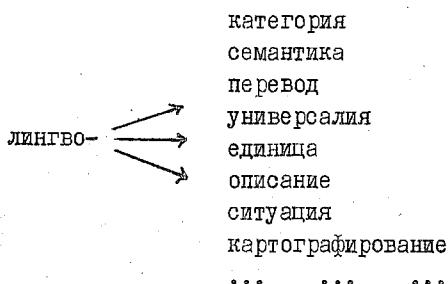 категория
семантика
перевод
универсалия
лингво-
единица
описание
ситуация
картографирование
... ... ...